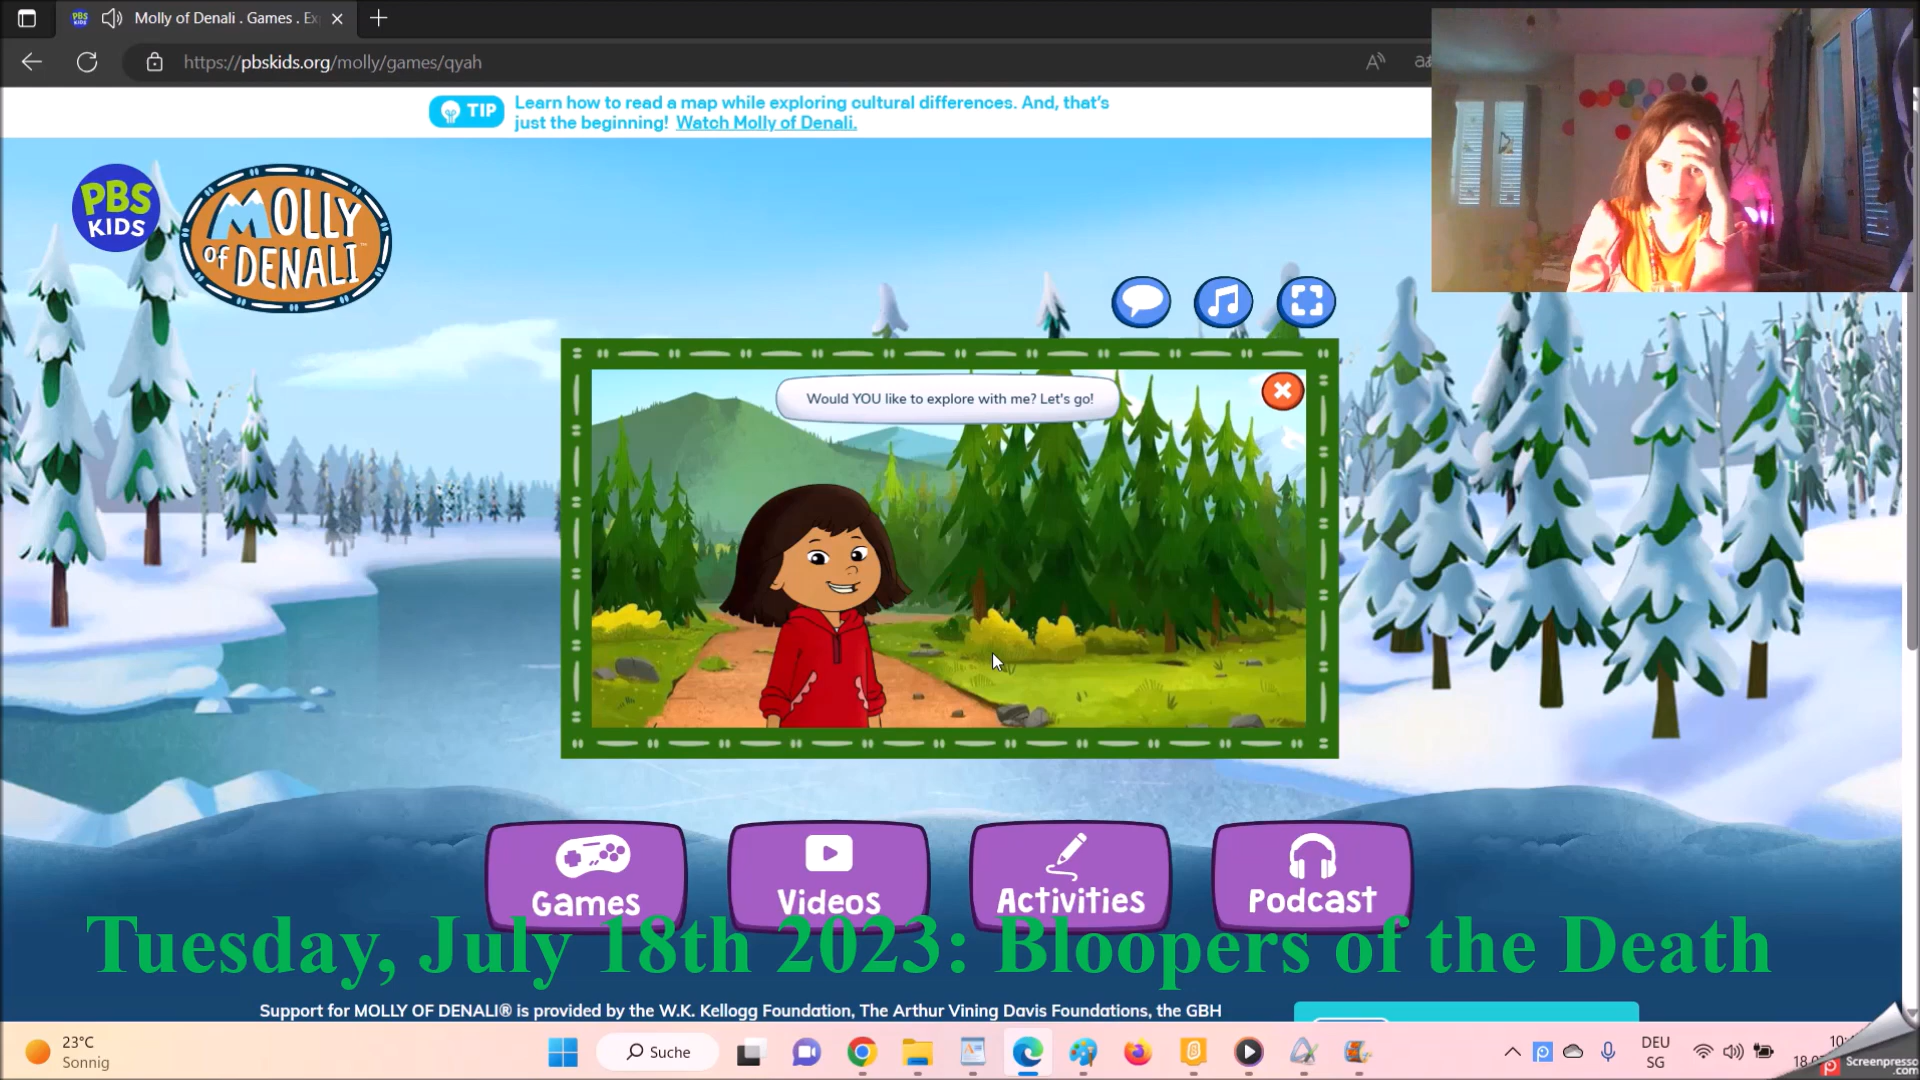 Molly of Denali . Games . Ex
https://pbskids.org/molly/games/qyah
TIP
Learn how to read a map while exploring cultural differences. And, that's
just the beginning! Watch Molly of Denali.
PBS
KIDS
MOLLY
OF DENALI
Would YOU like to explore with me? Let's go!
Games
Videos
Activities
Podcast
Tuesday, July 18th 2023: Bloopers of the Death
Support for MOLLY OF DENALI® is provided by the W.K. Kellogg Foundation, The Arthur Vining Davis Foundations, the GBH
23°C
Sonnig
Suche
DEU
SG
Screenpresso
.com